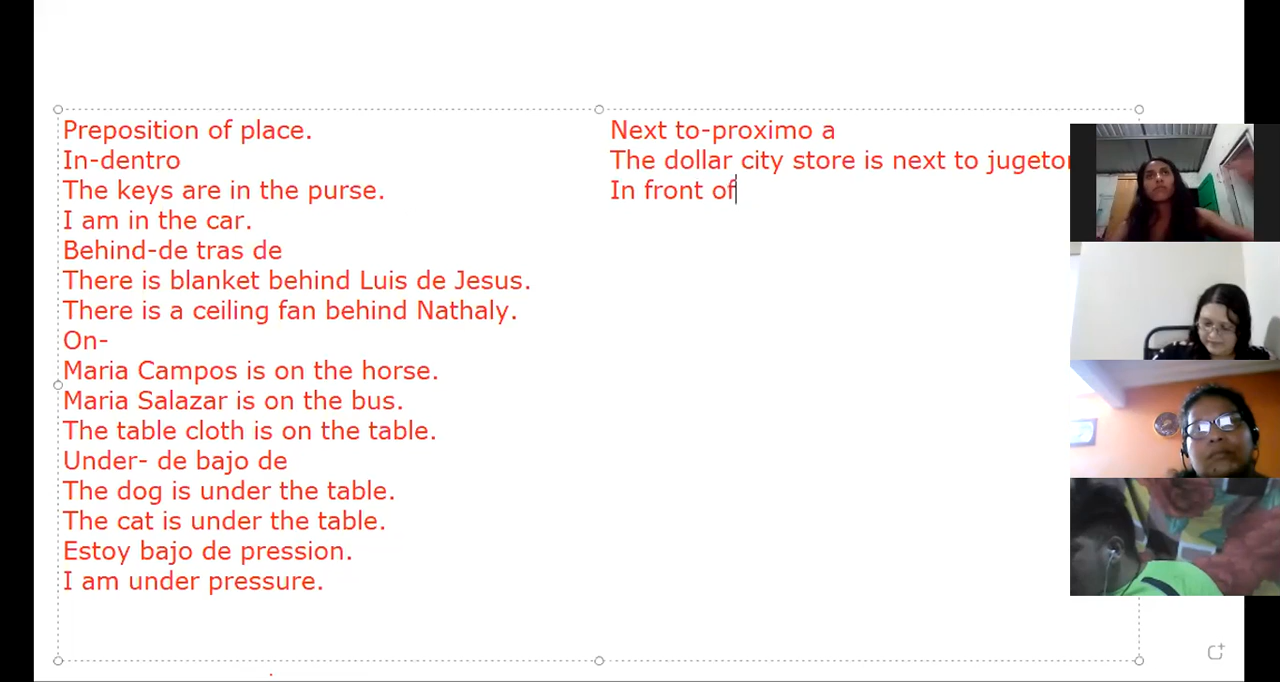 Preposition of place.
In-dentro
The keys are in the purse.
I am in the car.
Behind-de tras de
There is blanket behind Luis de Jesus.
There is a ceiling fan behind Nathaly.
On-
Maria Campos is on the horse.
Maria Salazar is on the bus.
The table cloth is on the table.
Under- de bajo de
The dog is under the table.
The cat is under the table.
Estoy bajo de pression.
I am under pressure.
Next to-proximo a
The dollar city store is next to
In front of